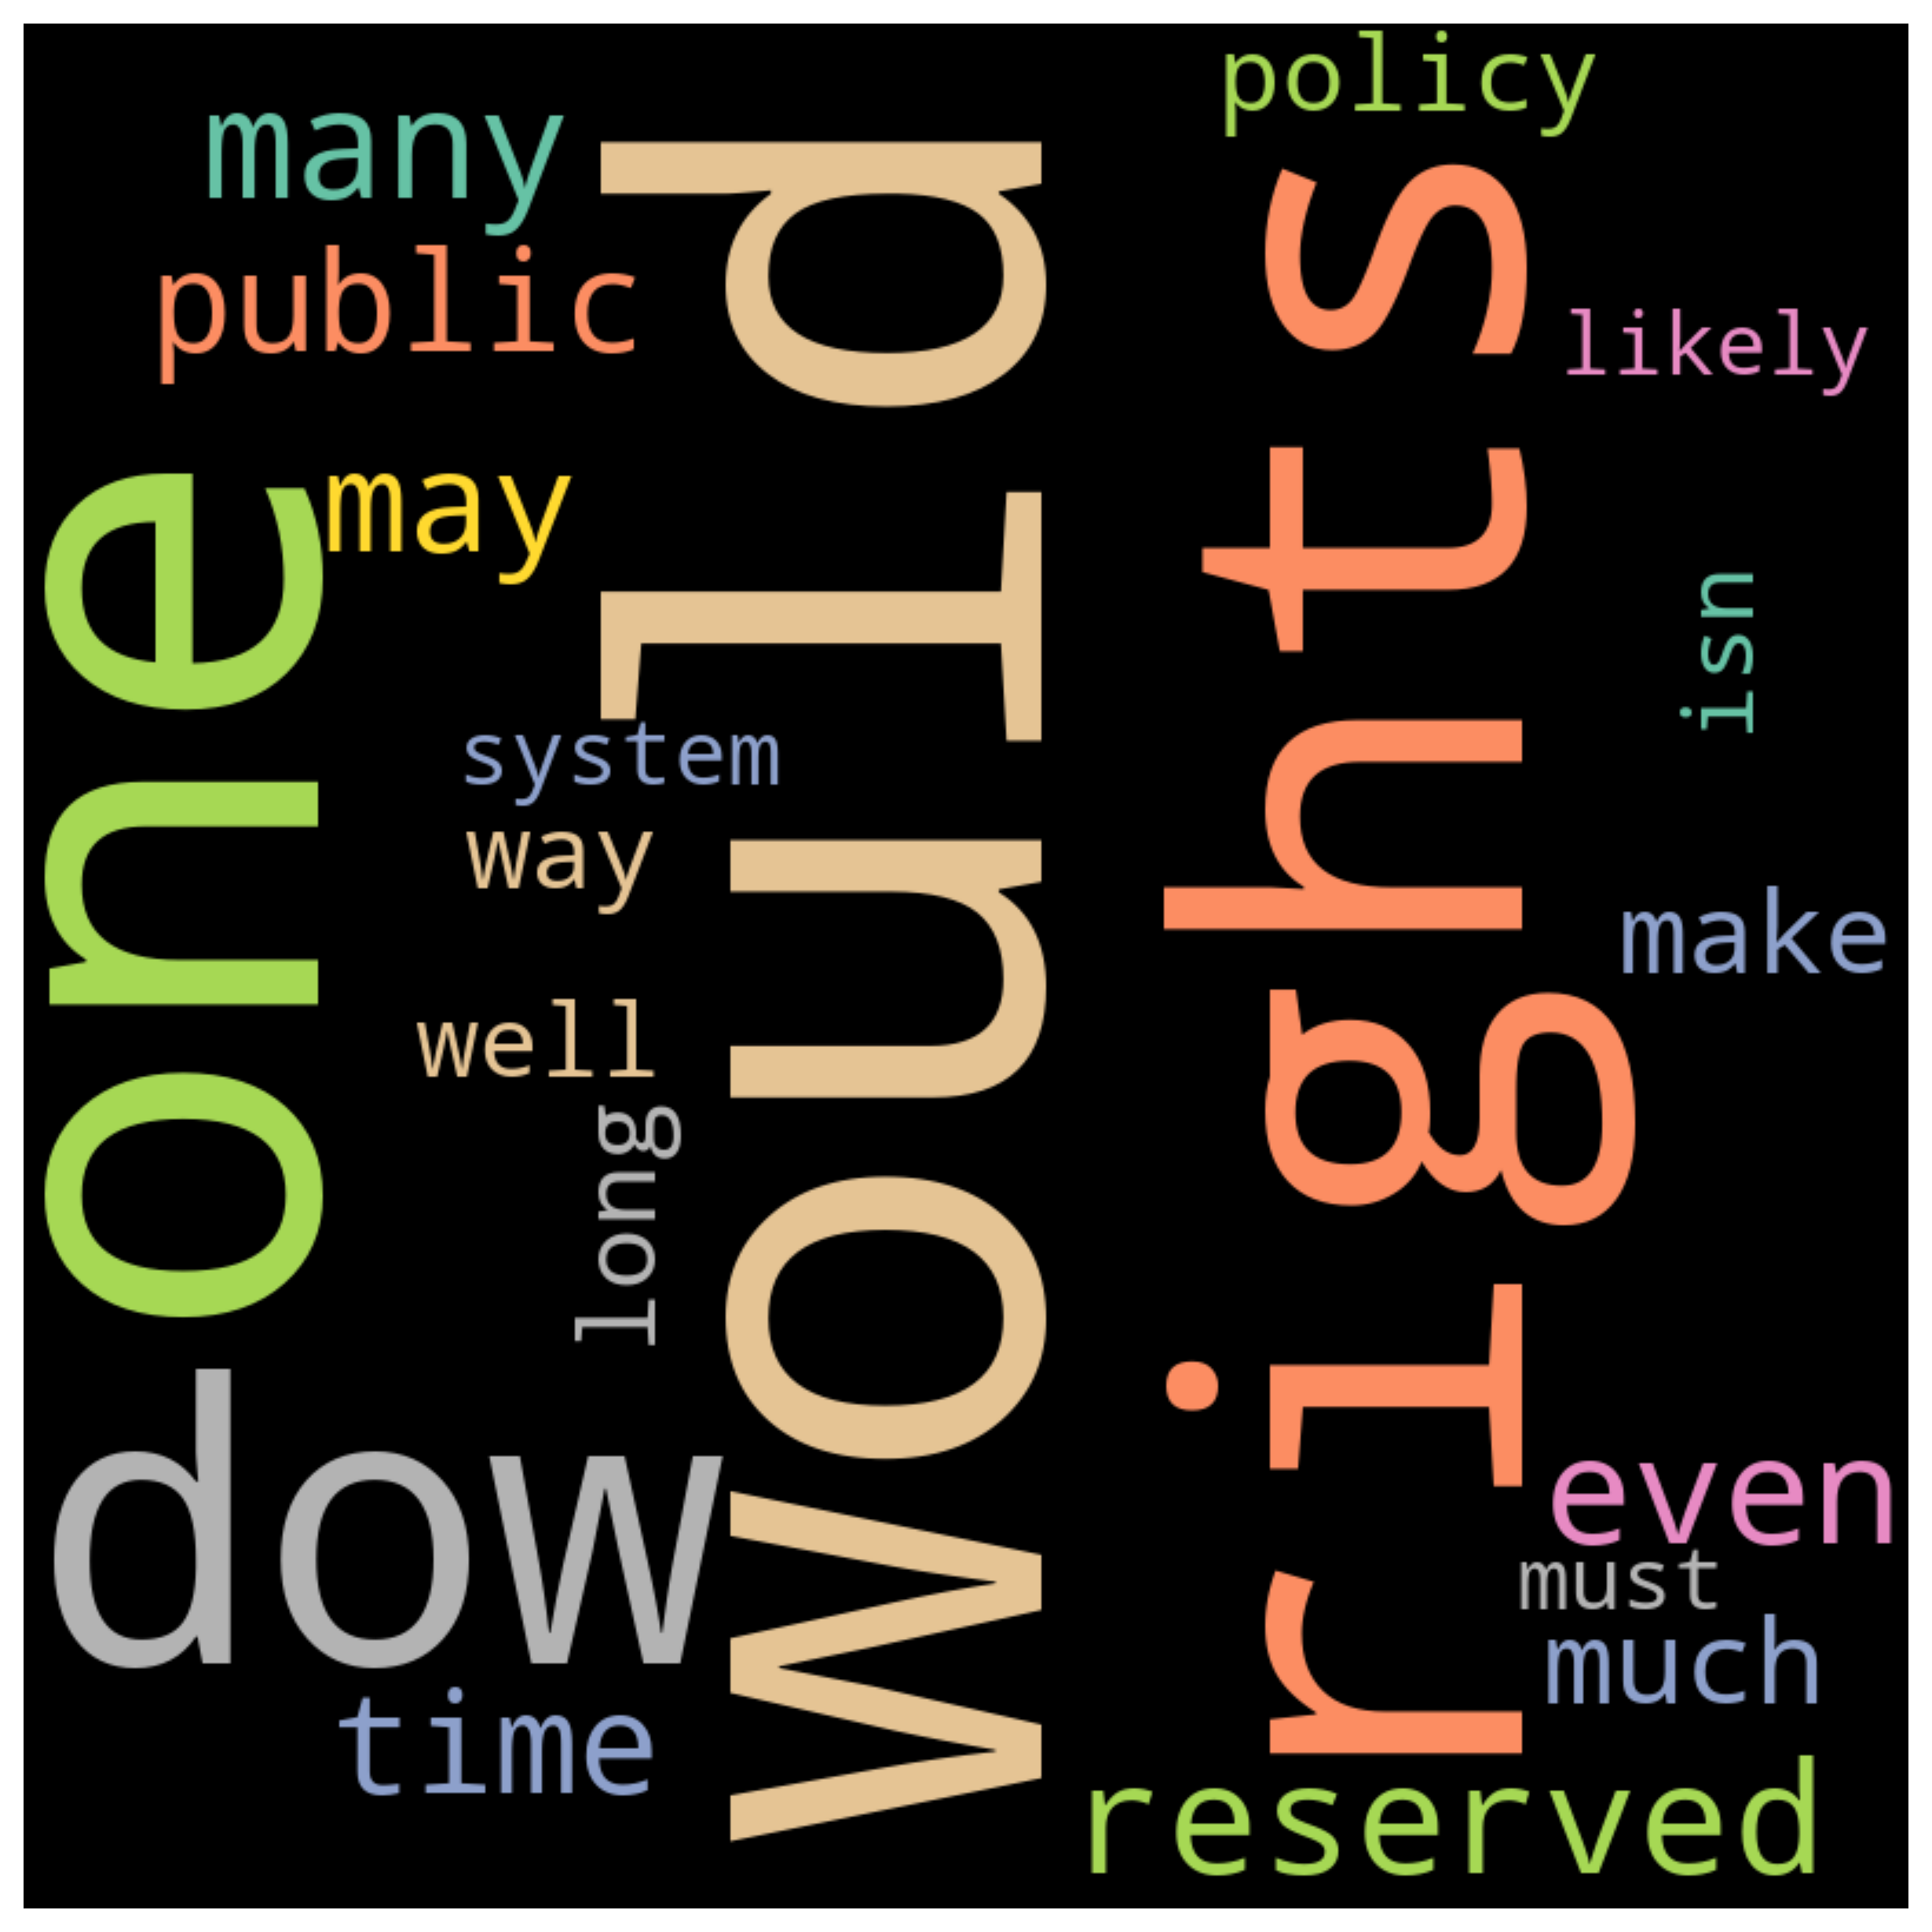 policy
many
public
likely
may
one
would
rights
isn
system
way
make
well
long
dow
even
must
much
time
reserved